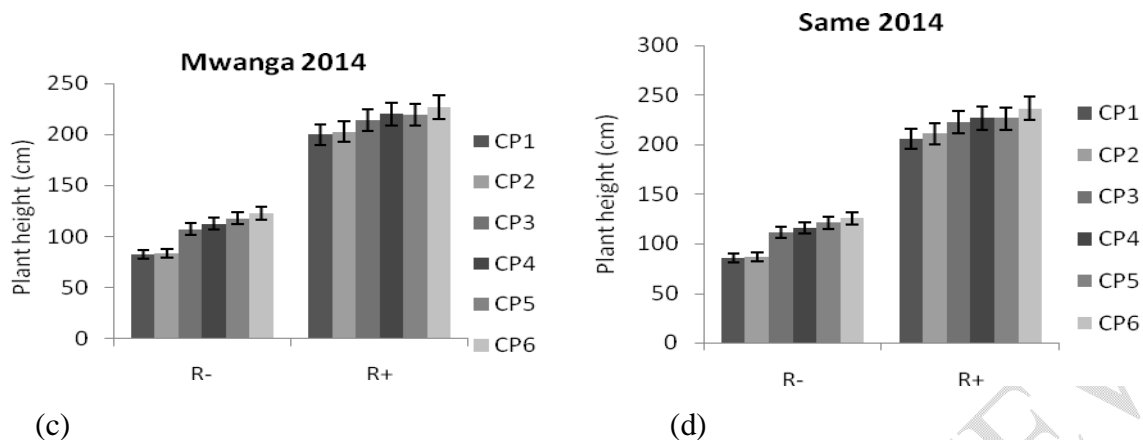 Mwanga 2014
Plant height (cm)
250
200
150
100
50
0
R-
R+
CP1
CP2
CP3
CP4
CP5
CP6
(c)
Same 2014
Plant height (cm)
300
250
200
150
100
50
0
R-
R+
CP1
CP2
CP3
CP4
CP5
CP6
(d)